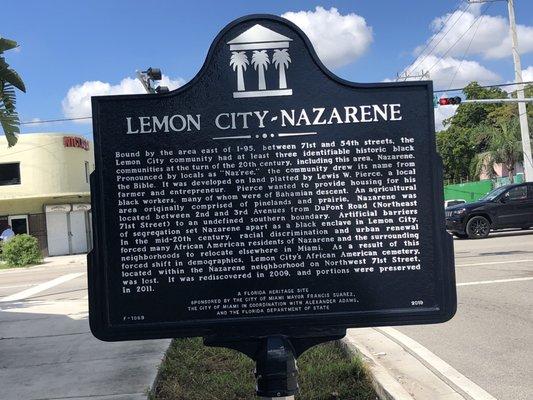 LEMON CITY - NAZARENE
Bound by the area east of I-95, between 71st and 54th streets, the
Lemon City community had at least three identifiable historic black
communities at the turn of the 20th century, including this area, Nazarene.
Pronounced by locals as "Naz'ree," the community drew its name from
the Bible. It was developed on land platted by Lewis W. Pierce, a local
farmer and entrepreneur. Pierce wanted to provide housing for his
black workers, many of whom were of Bahamian descent. An agricultural
area originally comprised of pinelands and prairie, Nazarene was
located between 2nd and 3rd Avenues from DuPont Road (Northeast
71st Street) to an undefined southern boundary. Artificial barriers
of segregation set Nazarene apart as a black enclave in Lemon City.
In the mid-20th century, racial discrimination and urban renewal
forced many African American residents of Nazarene and the surrounding
neighborhoods to relocate elsewhere in Miami. As a result of this
forced shift in demographics, Lemon City's African American cemetery,
located within the Nazarene neighborhood on Northwest 71st Street,
was lost. It was rediscovered in 2009, and portions were preserved
in 2011.
A FLORIDA HERITAGE SITE
SPONSORED BY THE CITY OF MIAMI MAYOR FRANCIS SUAREZ,
THE CITY OF MIAMI IN COORDINATION WITH ALEXANDER ADAMS,
AND THE FLORIDA DEPARTMENT OF STATE
F-1069
2019